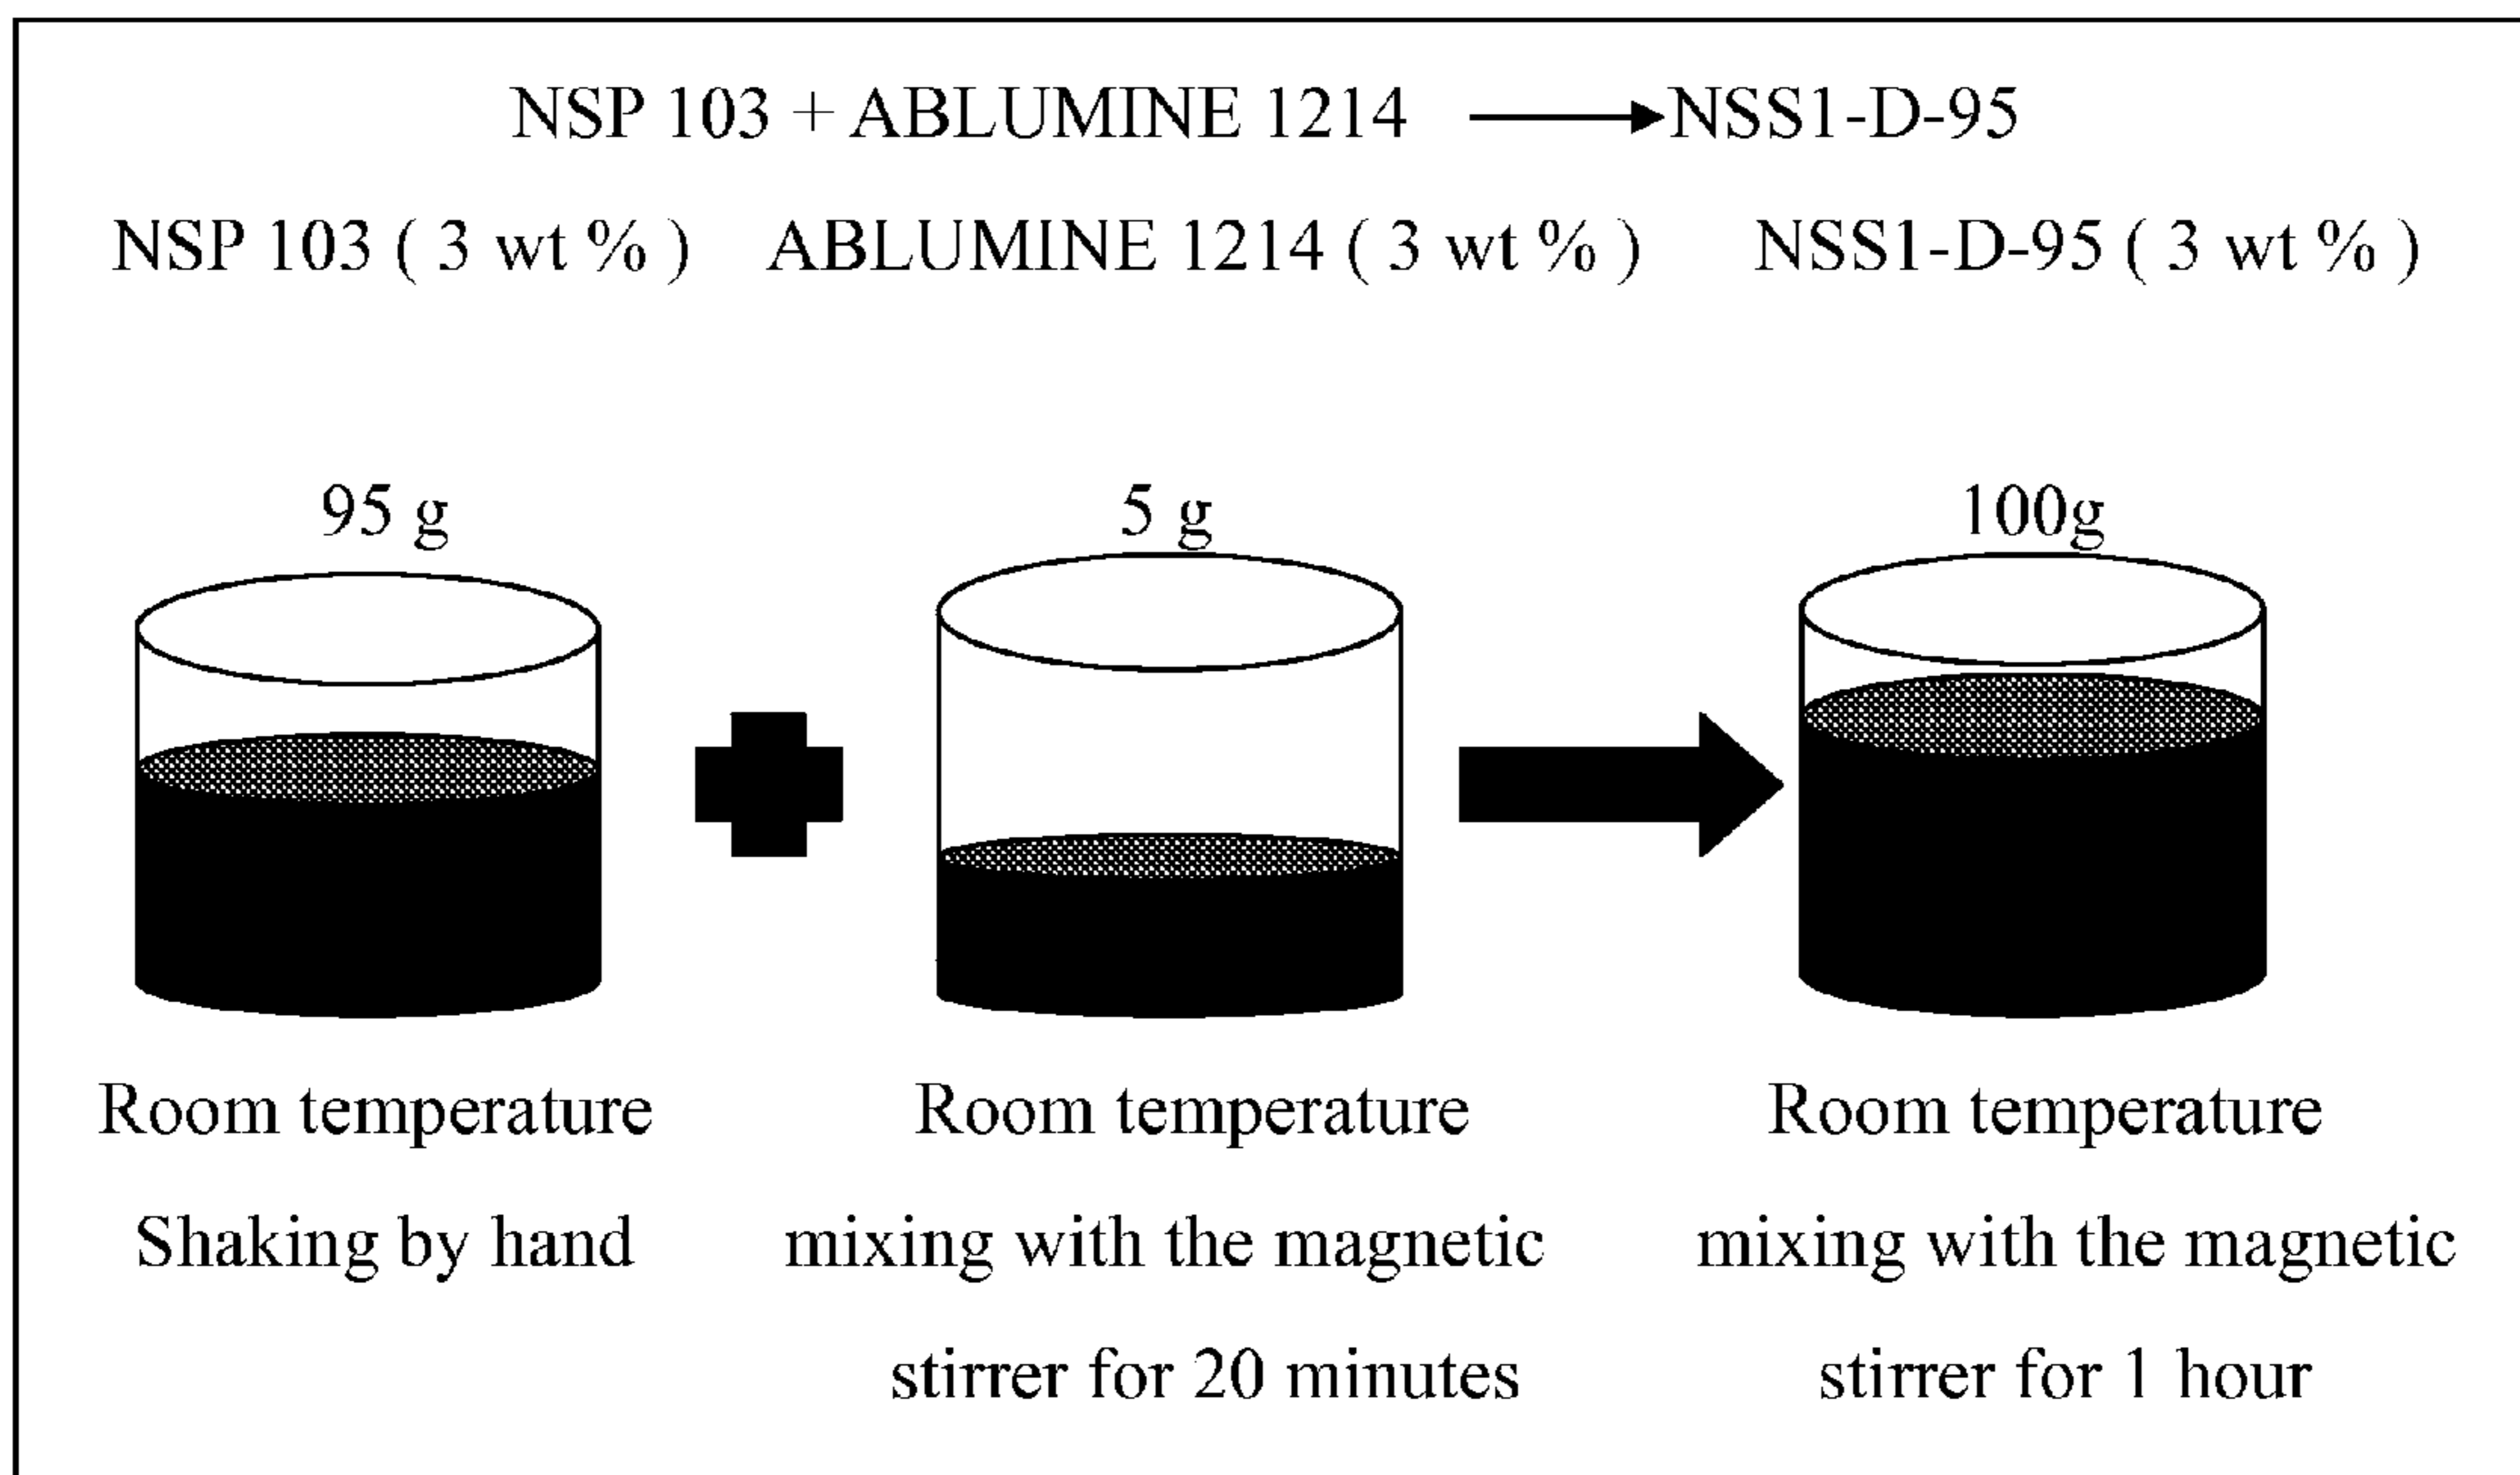 NSP 103 + ABLUMINE 1214 → NSS1-D-95
NSP 103 ( 3 wt % ) ABLUMINE 1214 ( 3 wt % ) NSS1-D-95 ( 3 wt % )
95 g 5 g 100g
Room temperature Room temperature Room temperature
Shaking by hand mixing with the magnetic mixing with the magnetic
stirrer for 20 minutes stirrer for 1 hour